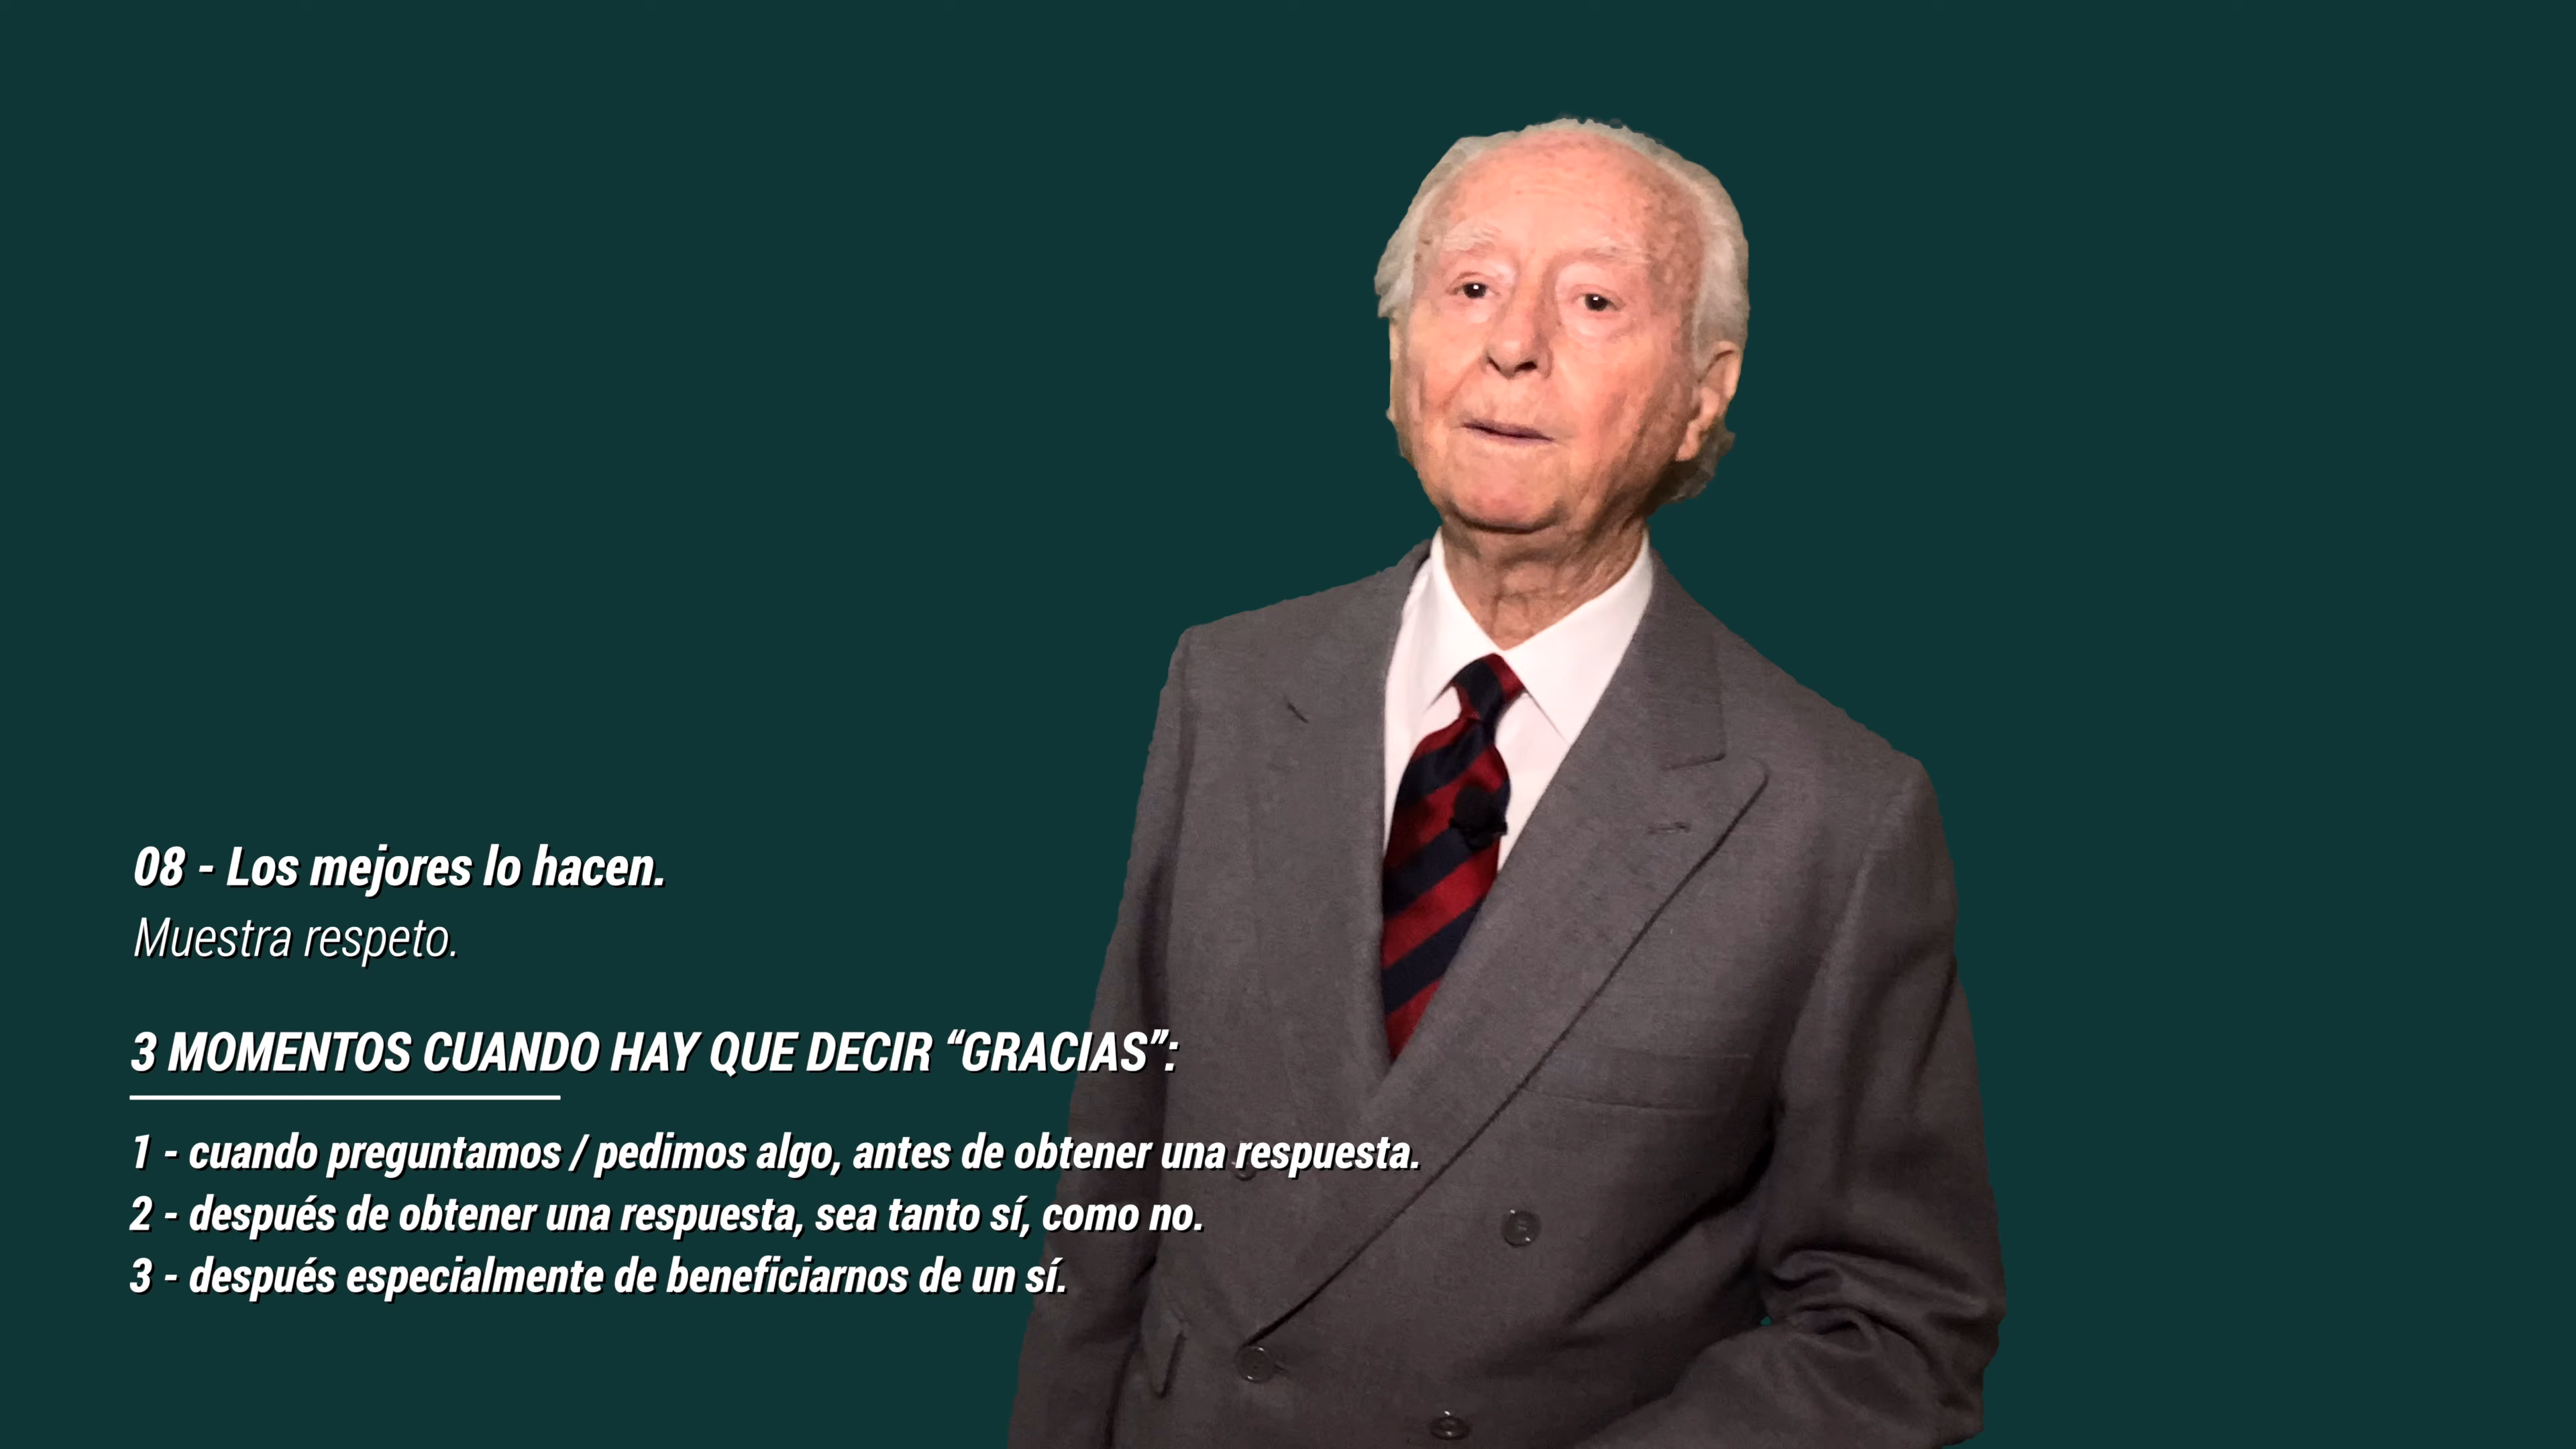 08 - Los mejores lo hacen.
Muestra respeto.
3 MOMENTOS CUANDO HAY QUE DECIR “GRACIAS”:
1 - cuando preguntamos / pedimos algo, antes de obtener una respuesta.
2 - después de obtener una respuesta, sea tanto sí, como no.
3 - después especialmente de beneficiarnos de un sí.